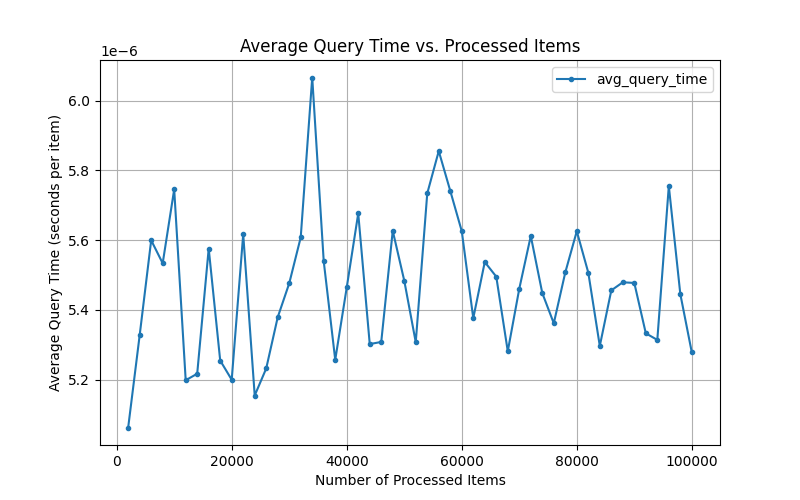 Average Query Time vs. Processed Items
1e−6
avg_query_time
6.0
5.8
5.6
5.4
5.2
Average Query Time (seconds per item)
0 20000 40000 60000 80000 100000
Number of Processed Items